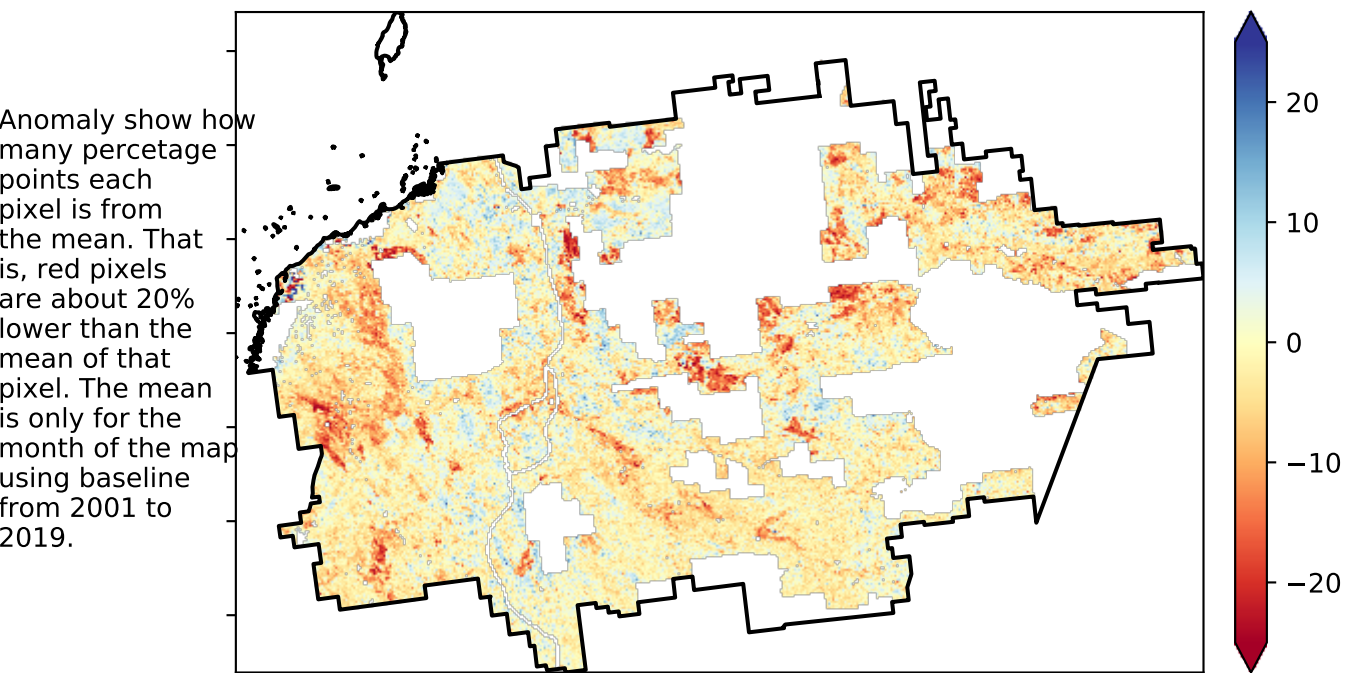 Anomaly show how
many percetage
points each
pixel is from
the mean. That
is, red pixels
are about 20%
lower than the
mean of that
pixel. The mean
is only for the
month of the map
using baseline
from 2001 to
2019.
20
10
0
−10
−20